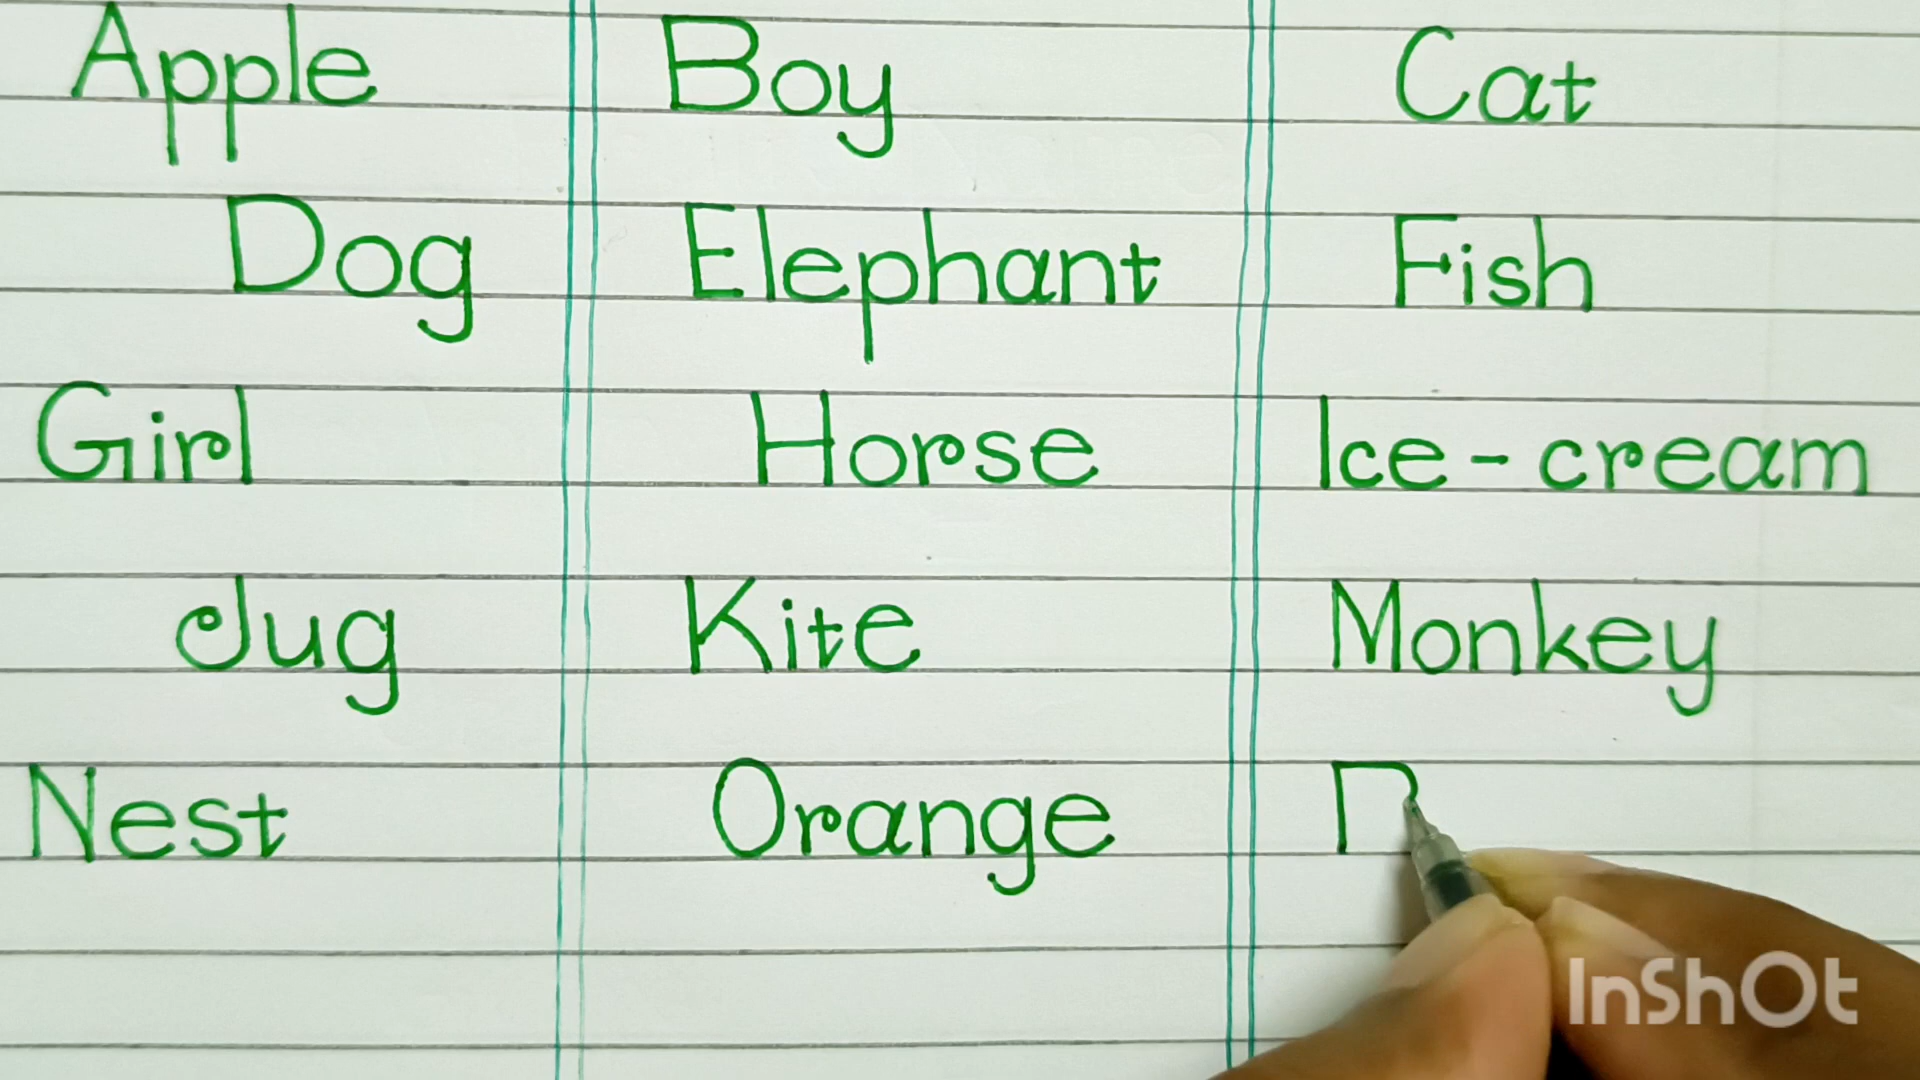 Apple Boy Cat
Dog Elephant Fish
Girl Horse Ice-cream
Jug Kite Monkey
Nest Orange
InShOt